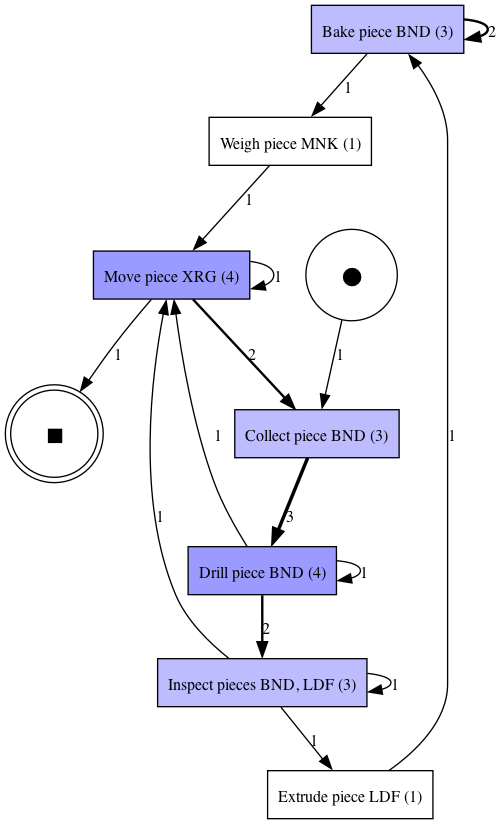 Bake piece BND (3)
2
1
Weigh piece MNK (1)
1
Move piece XRG (4)
1
1
2
1
Collect piece BND (3)
1
1
3
1
Drill piece BND (4)
1
2
Inspect pieces BND, LDF (3)
1
1
Extrude piece LDF (1)